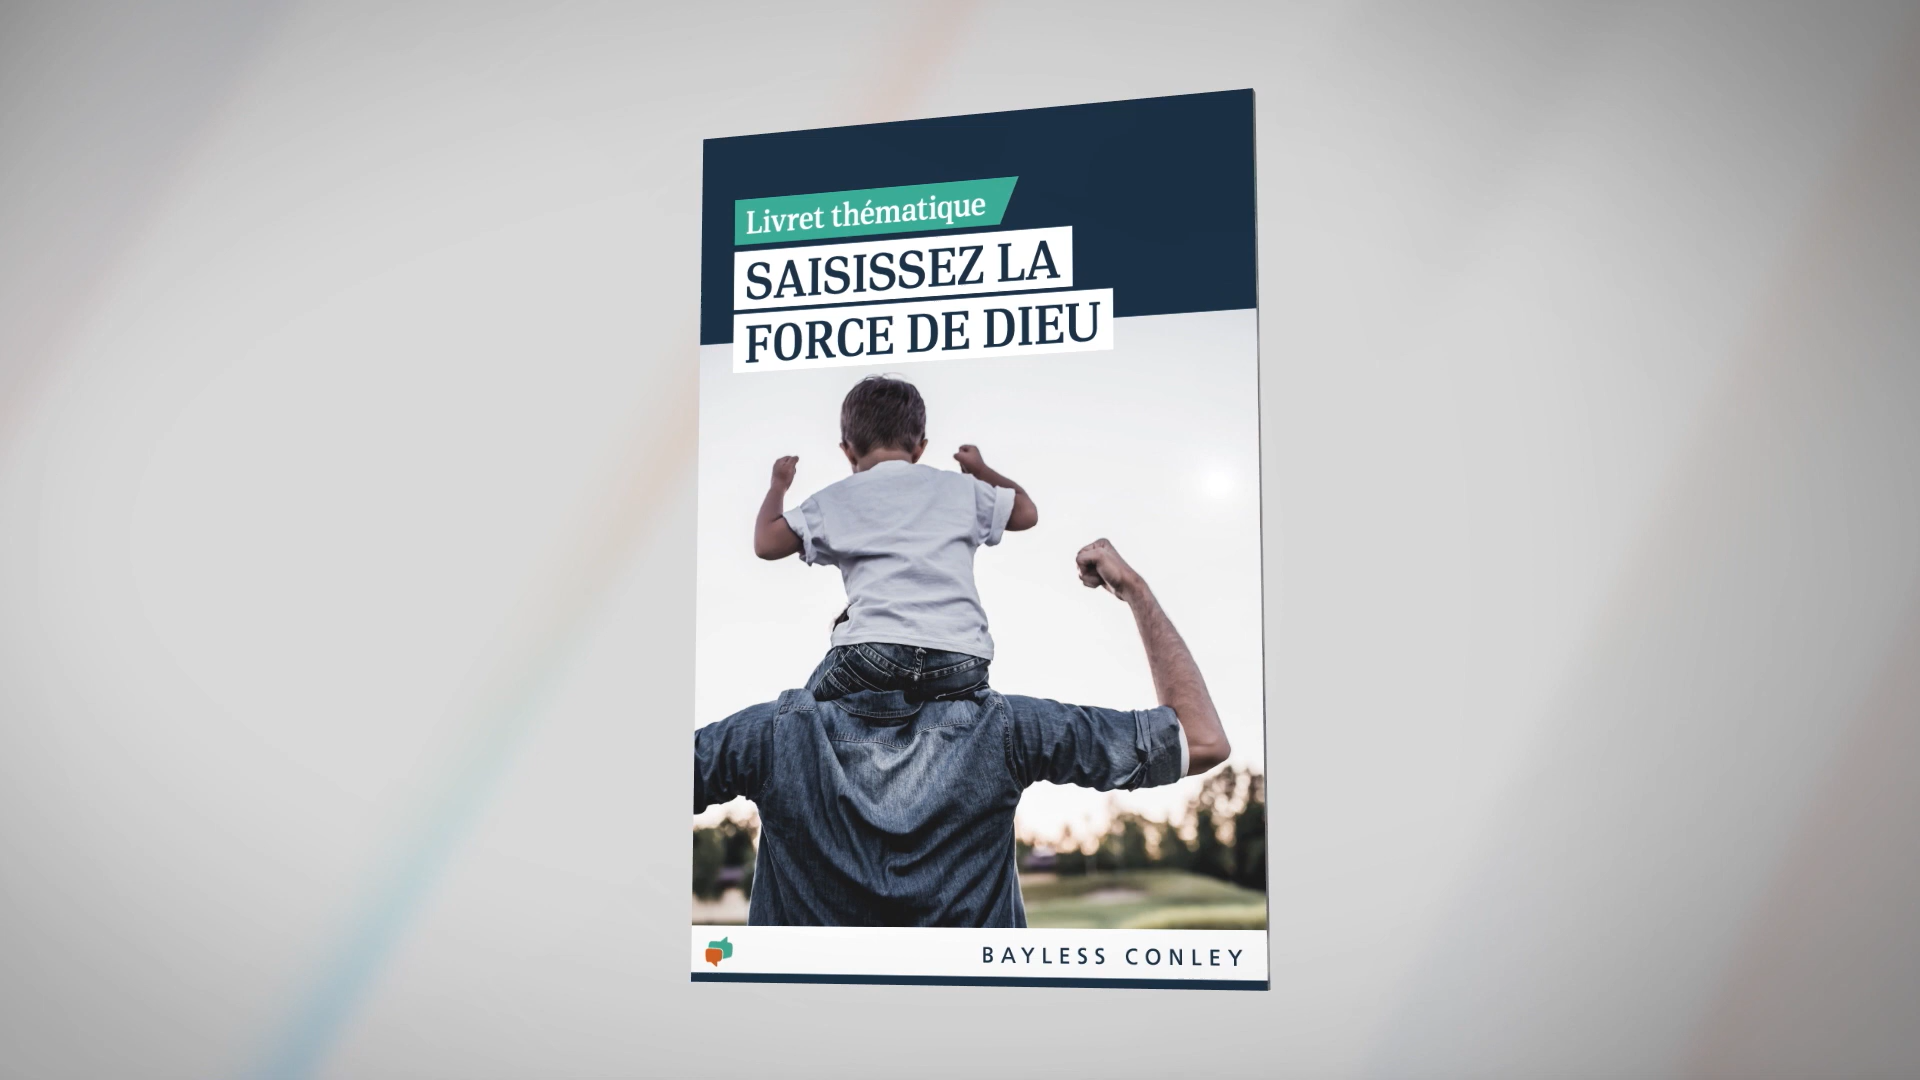 Livret thématique
SAISISSEZ LA
FORCE DE DIEU
BAYLESS CONLEY